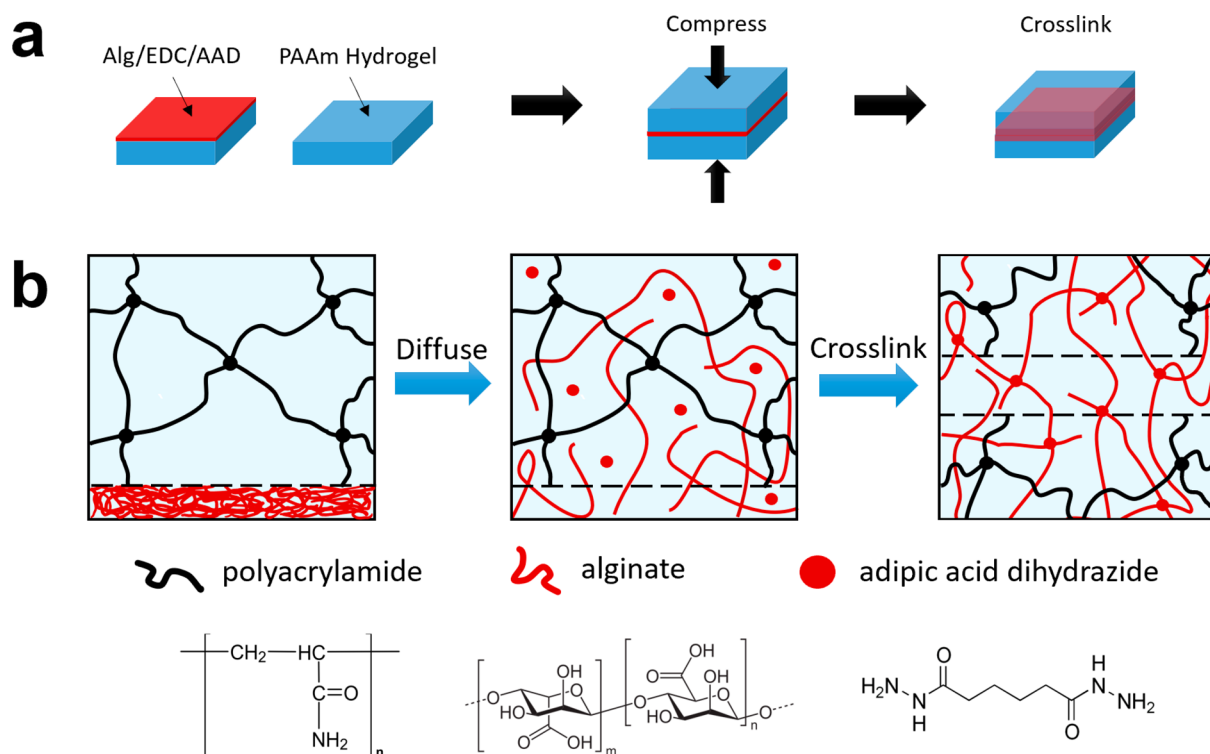 a
Alg/EDC/AAD
PAAm Hydrogel
Compress
Crosslink
b
Diffuse
Crosslink
polyacrylamide
alginate
adipic acid dihydrazide
CH₂
HC
C=O
NH₂
n
O
OH
O
HO
O
OH
m
O
OH
O
OH
HO
O
n
O
H₂N
N
H
O
O
H
N
NH₂